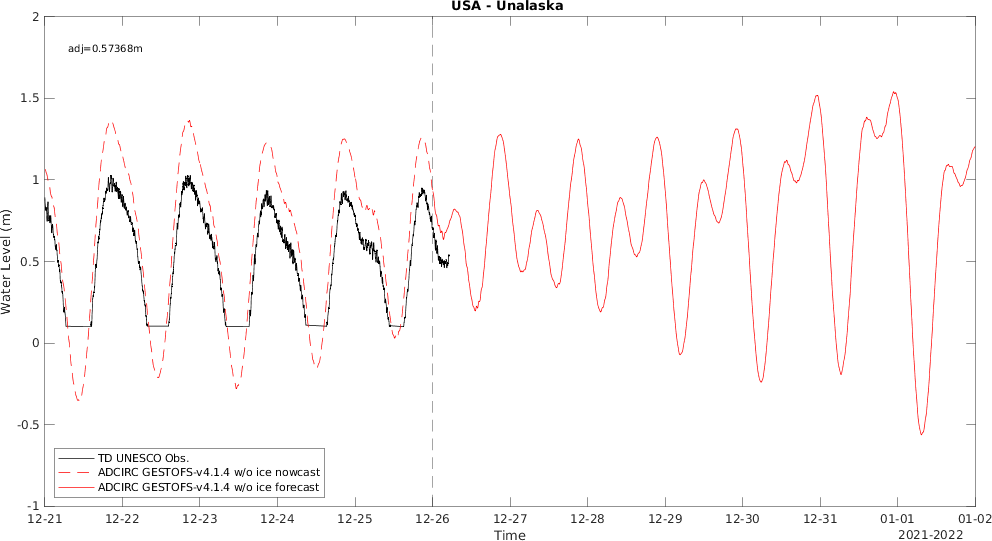 USA - Unalaska
adj=0.57368m
2
1.5
1
0.5
0
-0.5
-1
Water Level (m)
TD UNESCO Obs.
ADCIRC GESTOFS-v4.1.4 w/o ice nowcast
ADCIRC GESTOFS-v4.1.4 w/o ice forecast
12-21 12-22 12-23 12-24 12-25 12-26 12-27 12-28 12-29 12-30 12-31 01-01 01-02
Time
2021-2022